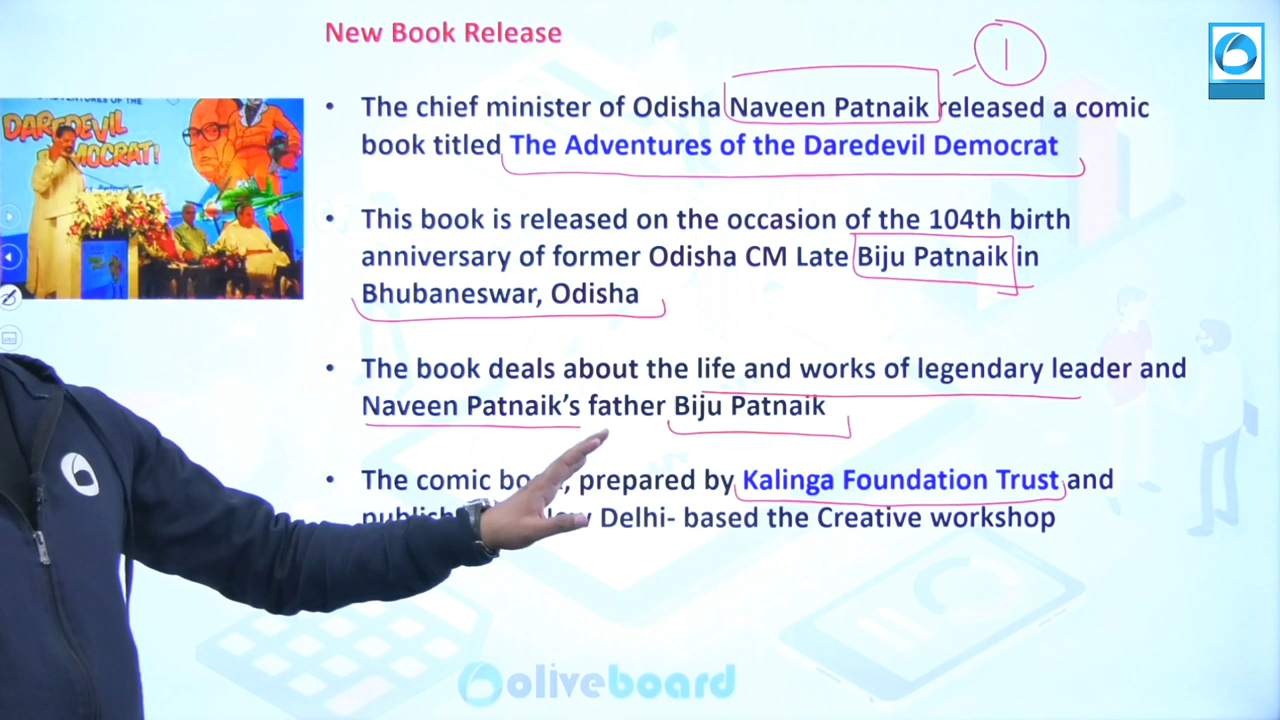 New Book Release
1
• The chief minister of Odisha Naveen Patnaik released a comic
book titled The Adventures of the Daredevil Democrat
DAREDEVIL
DEMOCRAT!
• This book is released on the occasion of the 104th birth
anniversary of former Odisha CM Late Biju Patnaik in
Bhubaneswar, Odisha
• The book deals about the life and works of legendary leader and
Naveen Patnaik's father Biju Patnaik
• The comic prepared by Kalinga Foundation Trust and
Delhi- based the Creative workshop
oliveboard